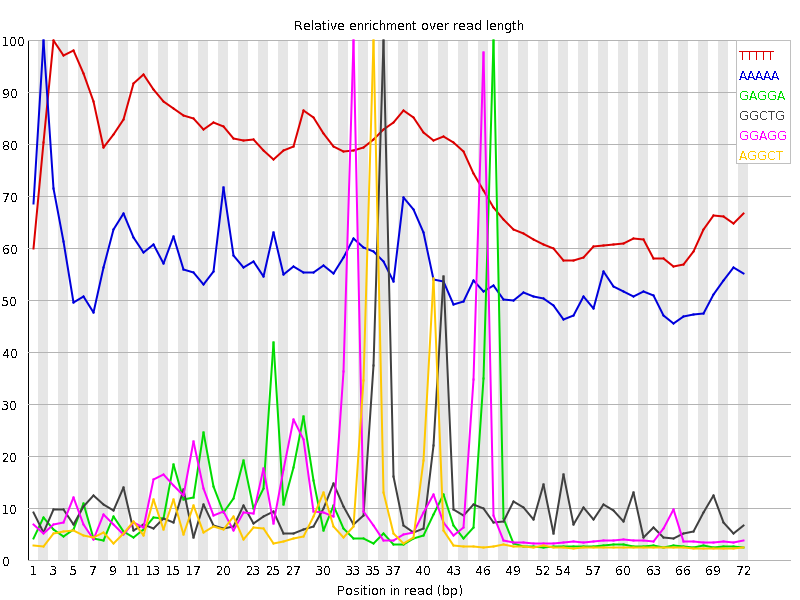 Relative enrichment over read length
100
90
80
70
60
50
40
30
20
10
0
TTTTT
AAAAA
GAGGA
GGCTG
GGAGG
AGGCT
1 3 5 7 9 11 13 15 17 20 23 25 27 30 33 35 37 40 43 46 49 52 54 57 60 63 66 69 72
Position in read (bp)